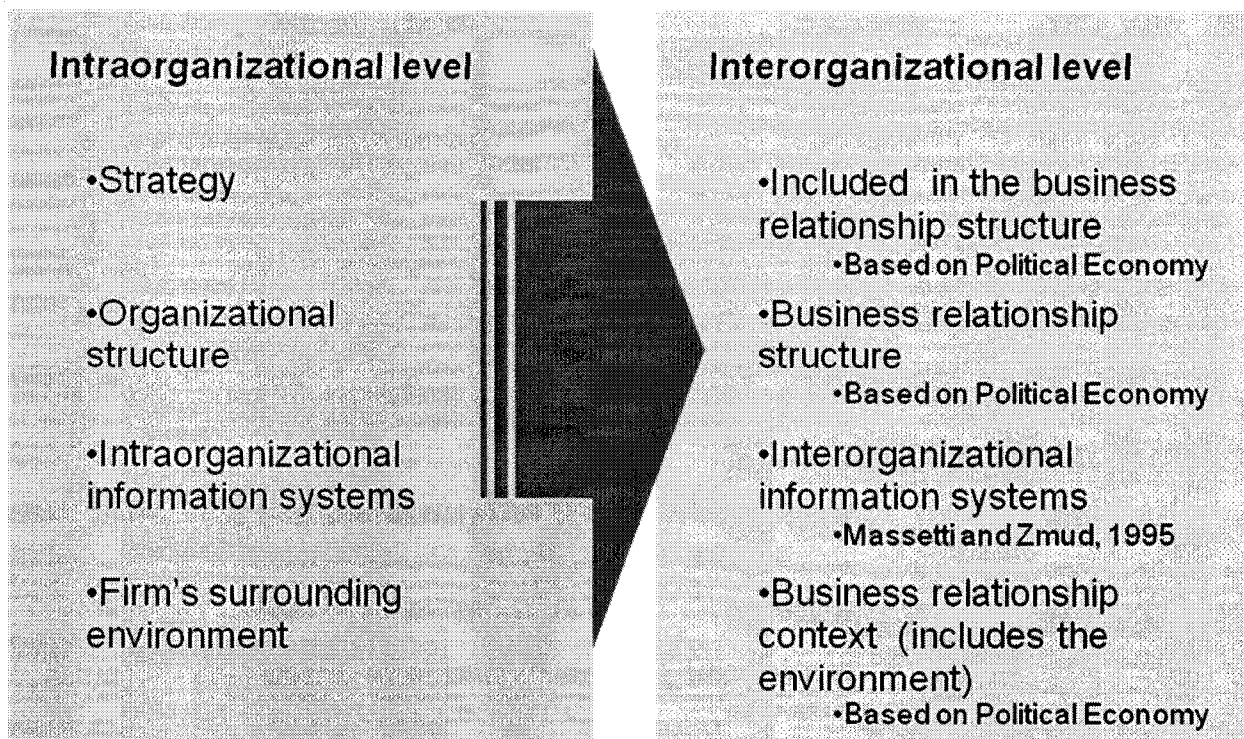 Intraorganizational level
•Strategy
•Organizational
structure
•Intraorganizational
information systems
•Firm's surrounding
environment
Interorganizational level
•Included in the business
relationship structure
•Based on Political Economy
•Business relationship
structure
•Based on Political Economy
•Interorganizational
information systems
•Massetti and Zmud, 1995
•Business relationship
context (includes the
environment)
•Based on Political Economy